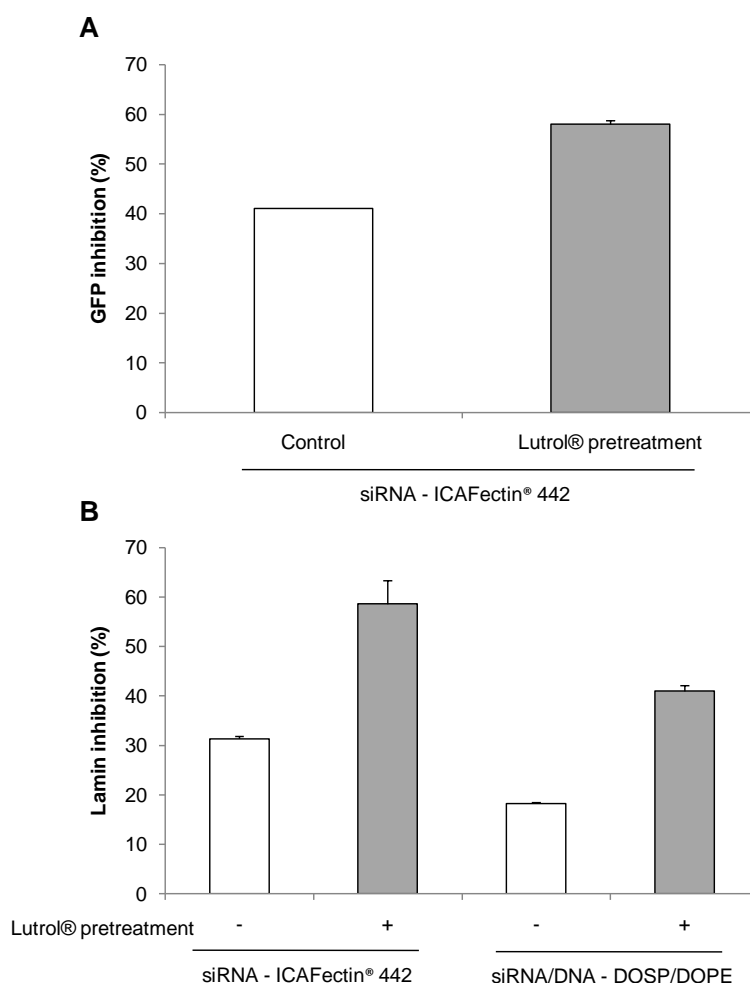 A
70
60
50
40
30
20
10
0
GFP inhibition (%)
Control Lutrol® pretreatment
siRNA - ICAFectin® 442
B
70
60
50
40
30
20
10
0
Lamin inhibition (%)
Lutrol® pretreatment - + - +
siRNA - ICAFectin® 442 siRNA/DNA - DOSP/DOPE